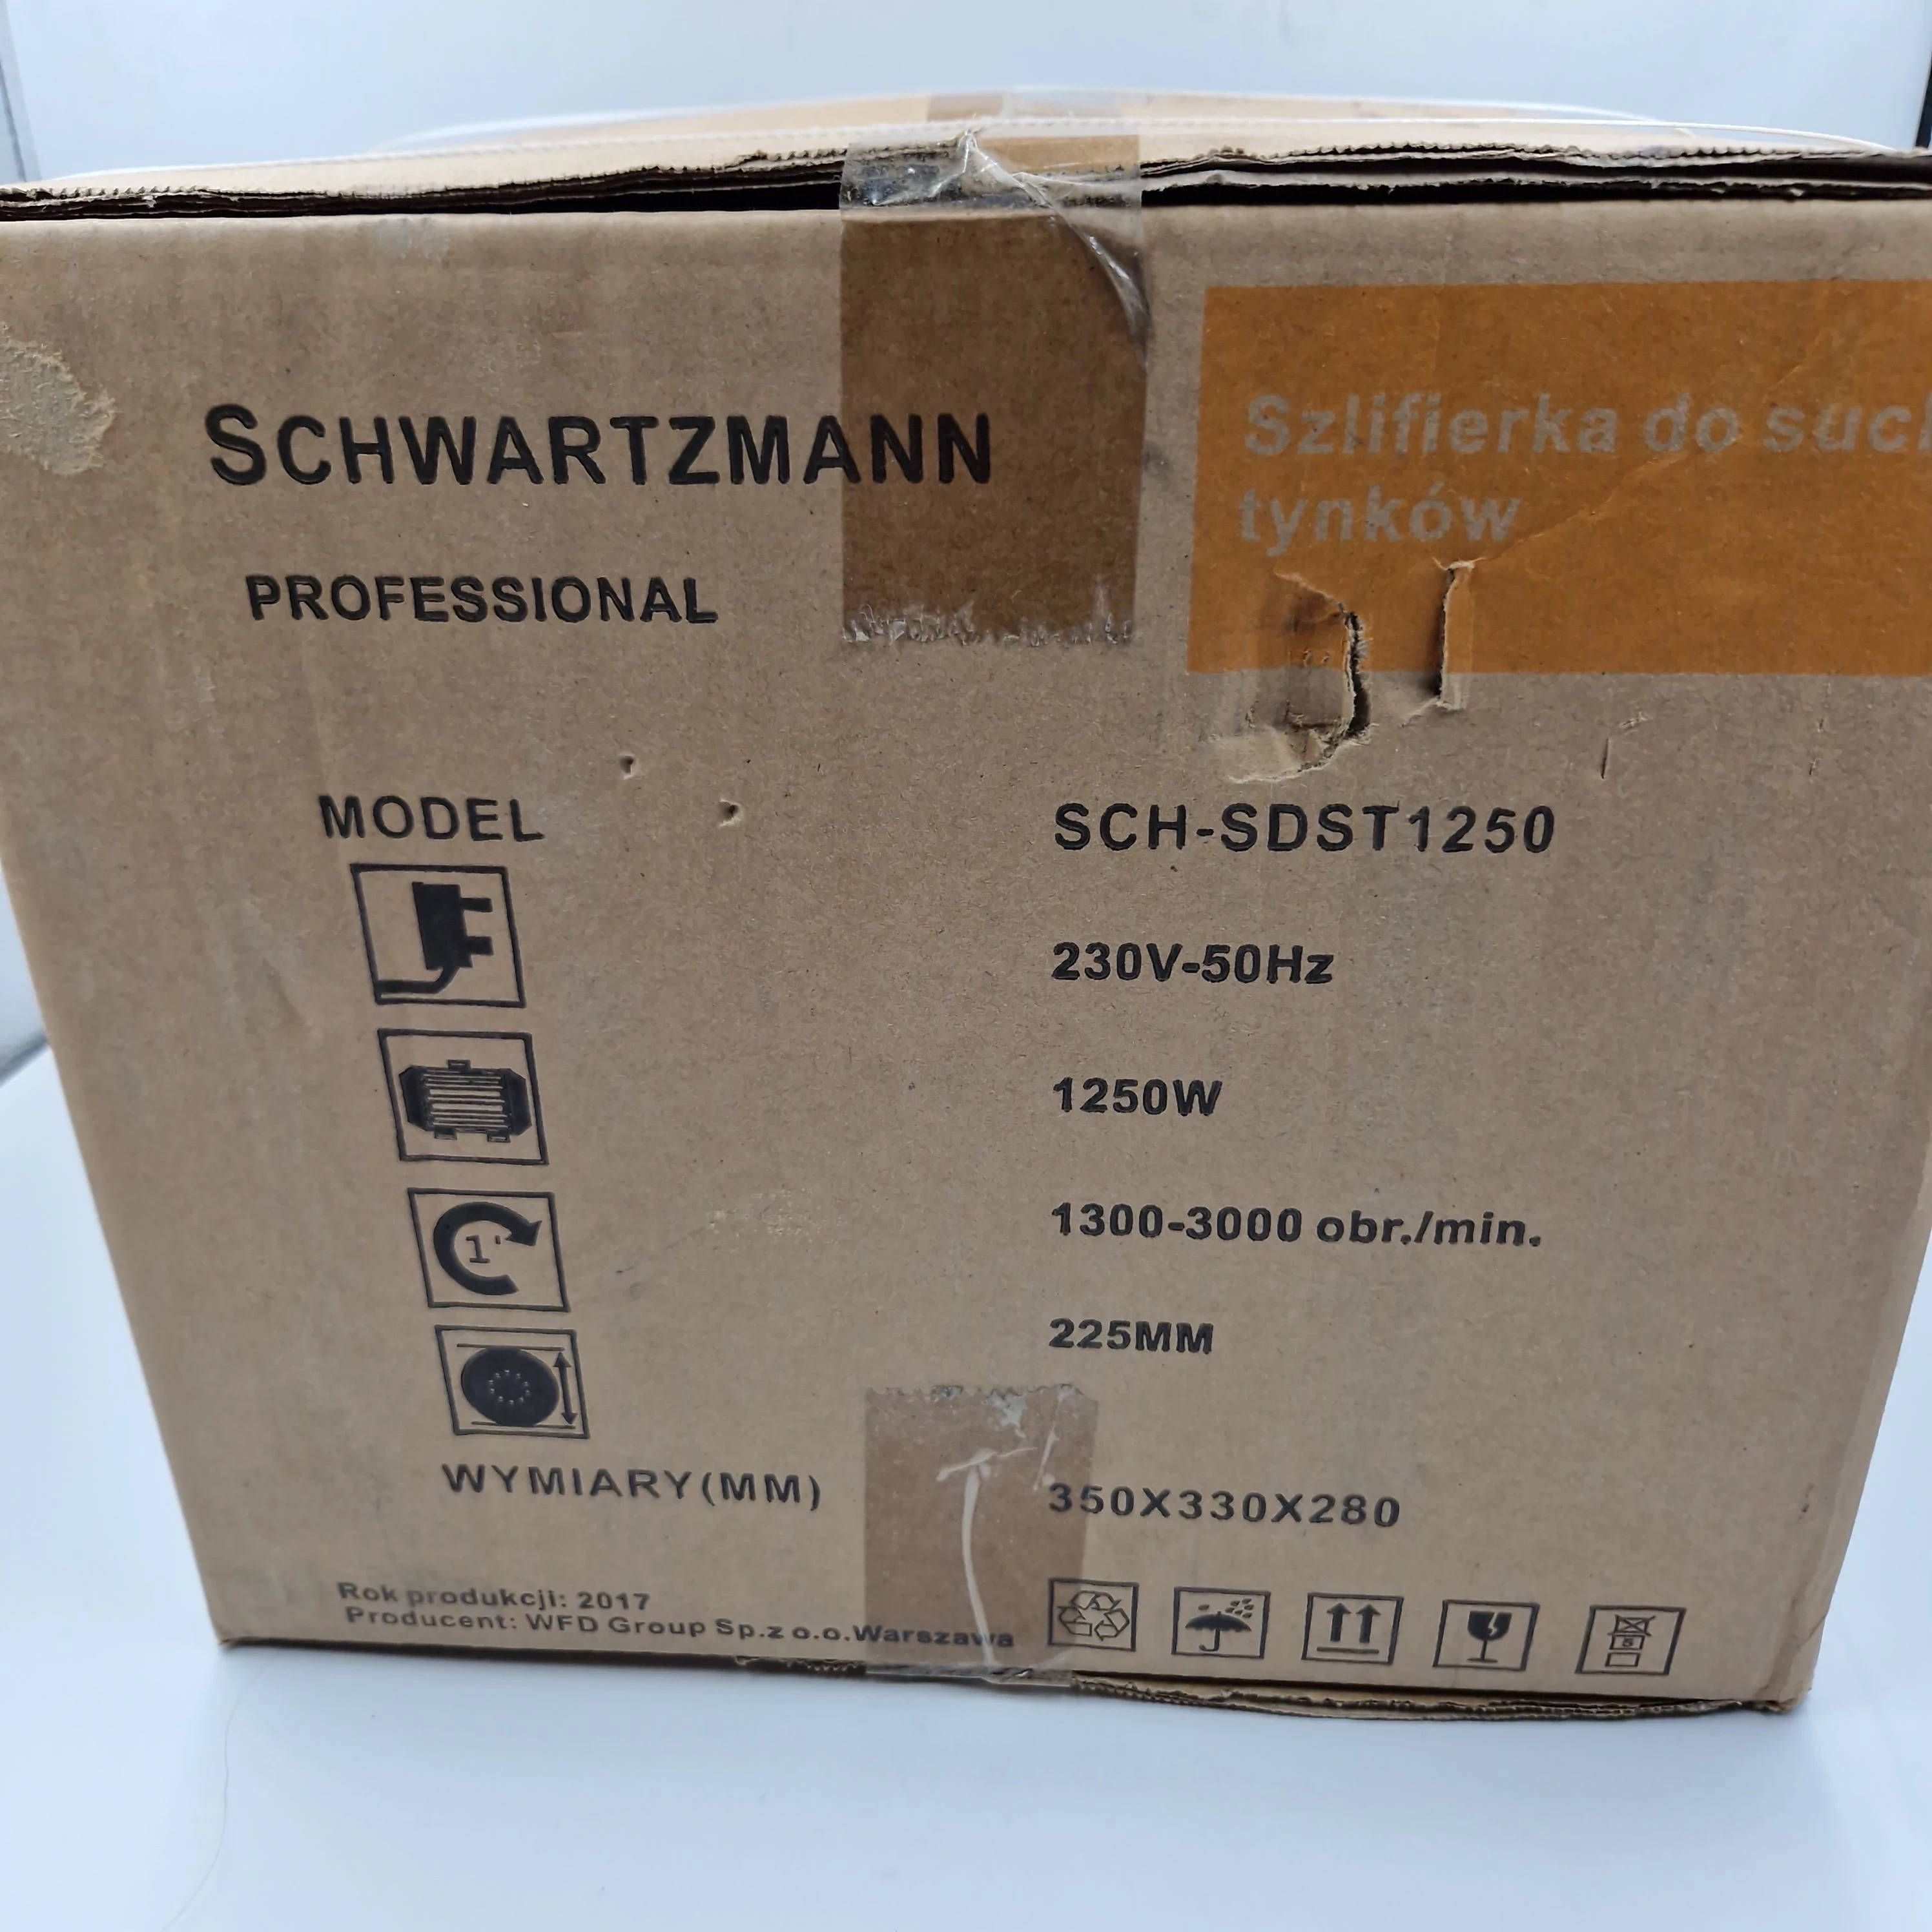 SCHWARTZMANN
PROFESSIONAL
Szlifierka do
tynków
MODEL SCH-SDST1250
230V-50Hz
1250W
1300-3000 obr./min.
1'
225MM
WYMIARY(MM) 350X330X280
Rok produkcji: 2017
Producent: WFD Group Sp.z o.o.Warszawa